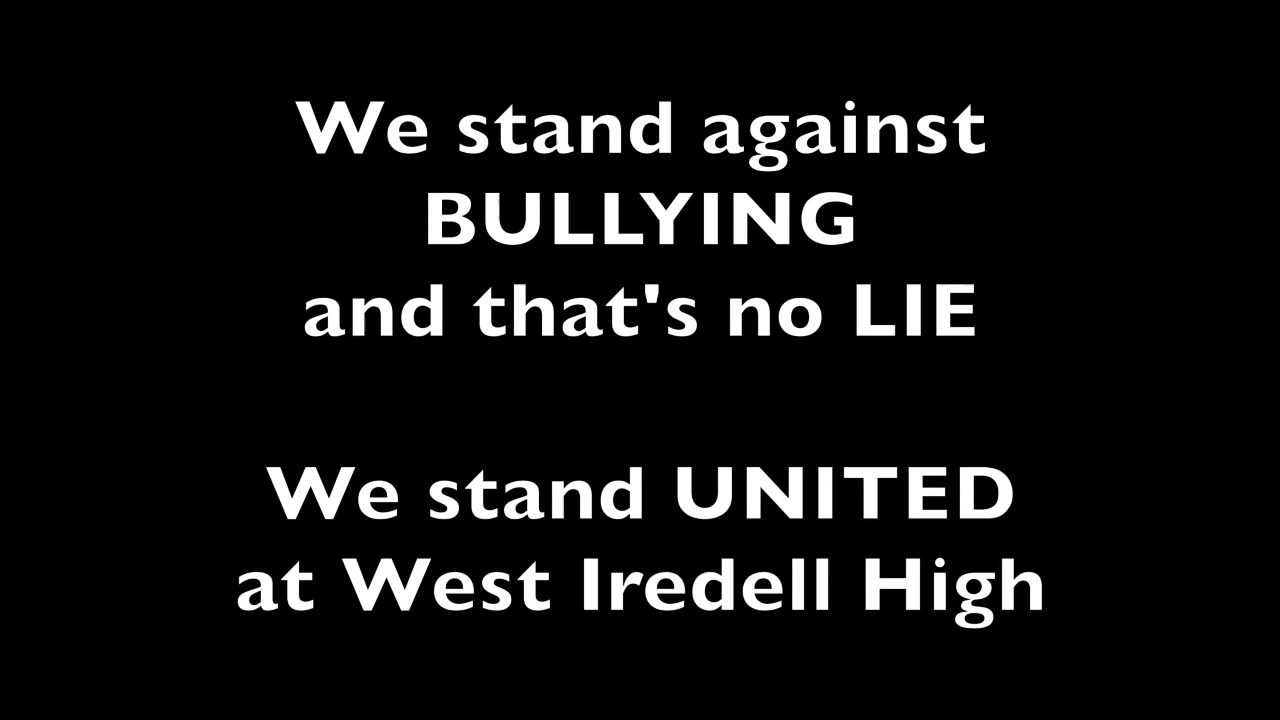 We stand against
BULLYING
and that's no LIE
We stand UNITED
at West Iredell High